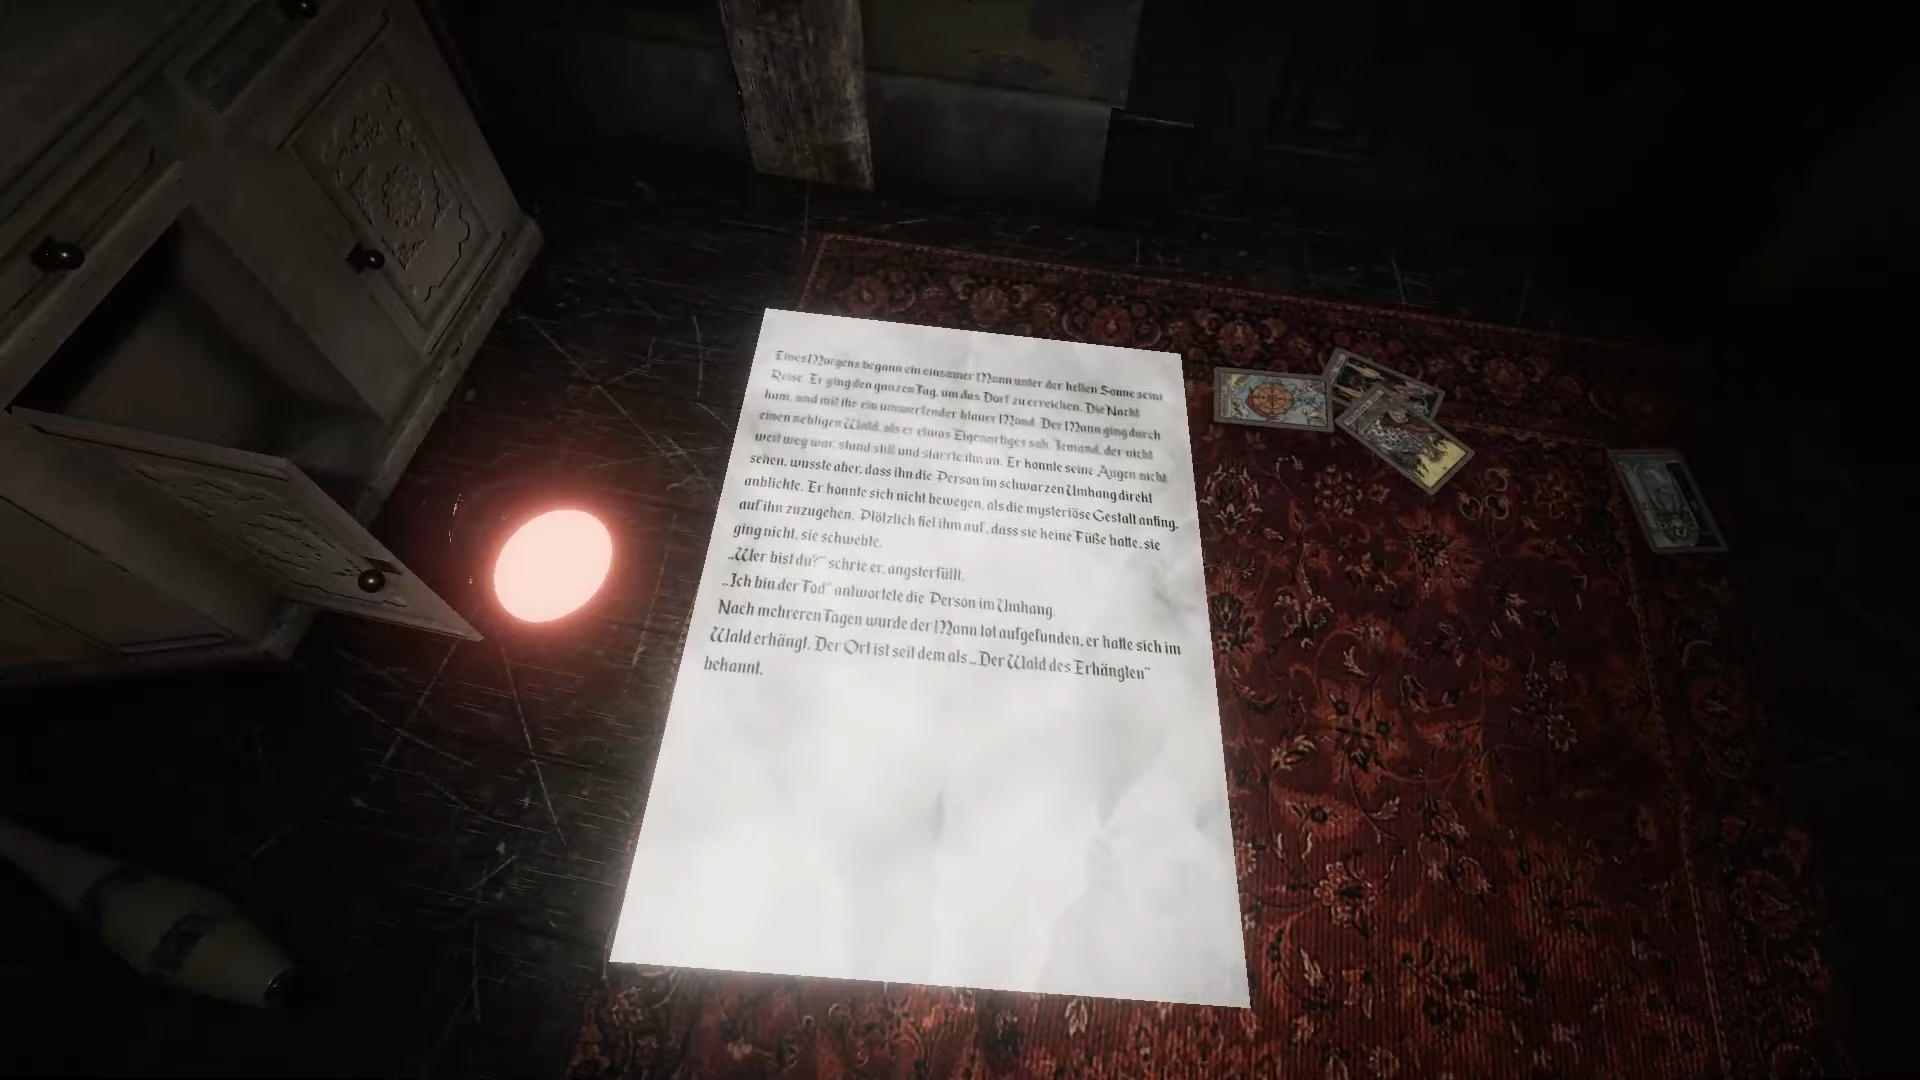 Eines Morgens begann ein einsamer Mann unter der hellen Sonne seine
Reise. Er ging den ganzen Tag, um das Dorf zu erreichen. Die Nacht
kam, und mit ihr ein umwerfender blauer Mond. Der Mann ging durch
einen nebligen Wald, als er etwas Eigenartiges sah. Jemand, der nicht
weit weg war, stand still und starrte ihn an. Er konnte seine Augen nicht
sehen, wusste aber, dass ihn die Person im schwarzen Umhang direkt
anblickte. Er konnte sich nicht bewegen, als die mysteriöse Gestalt anfing,
auf ihn zuzugehen. Plötzlich fiel ihm auf, dass sie keine Füße hatte, sie
ging nicht, sie schwebte.
„Wer bist du?“ schrie er, angsterfüllt.
„Ich bin der Tod“ antwortete die Person im Umhang.
Nach mehreren Tagen wurde der Mann tot aufgefunden, er hatte sich im
Wald erhängt. Der Ort ist seit dem als „Der Wald des Erhängten“
bekannt.